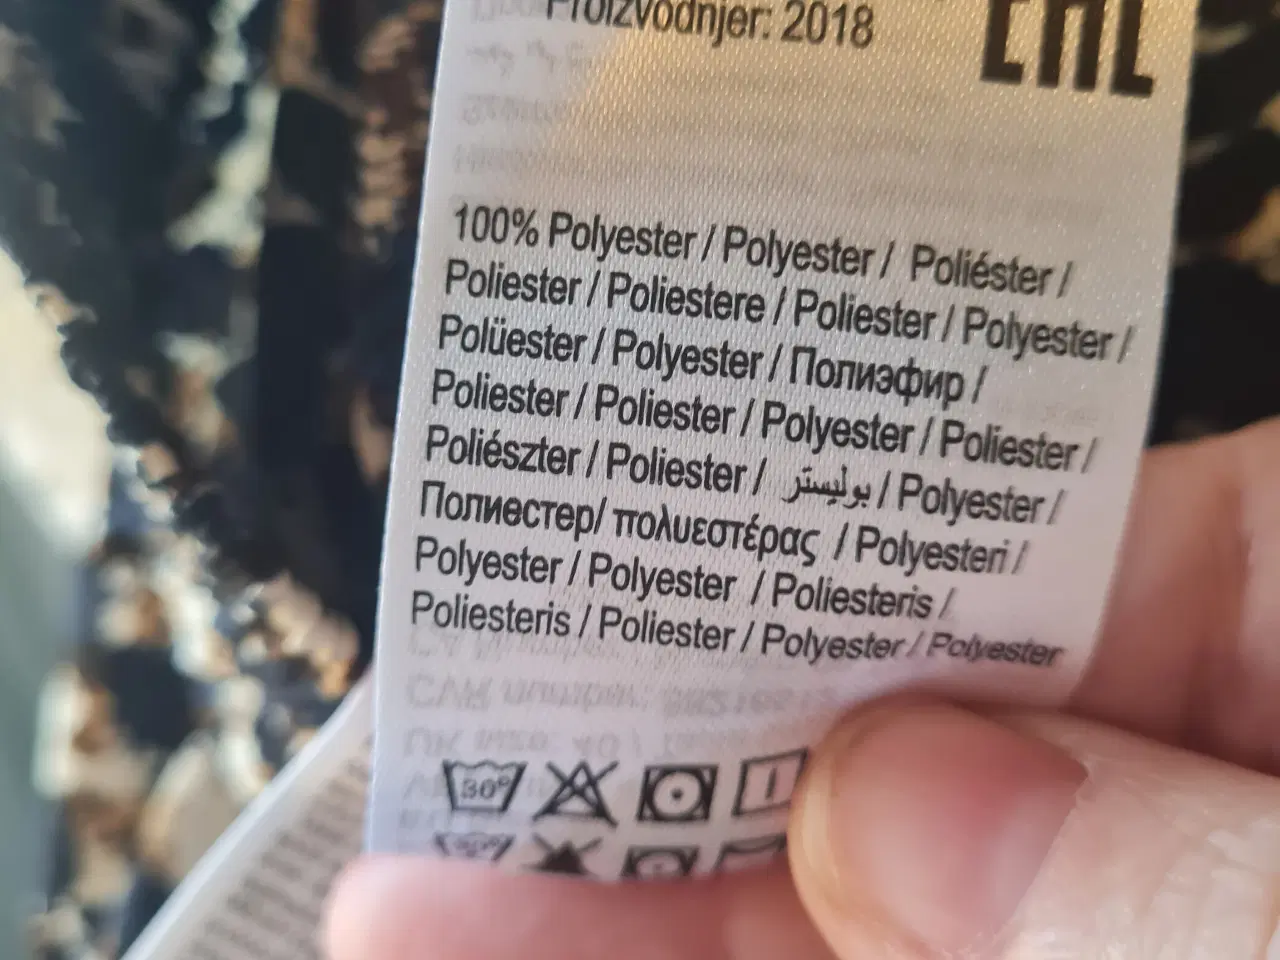 Proizvodnjer: 2018
EAC
100% Polyester / Polyester / Poliéster /
Poliester / Poliestere / Poliester / Polyester /
Polüester / Polyester / Полиэфир /
Poliester / Poliester / Polyester / Poliester /
Poliészter / Poliester / بوليستر / Polyester /
Полиестер/ πολυεστέρας / Polyesteri /
Polyester / Polyester / Poliesteris /
Poliesteris / Poliester / Polyester / Polyester
30°